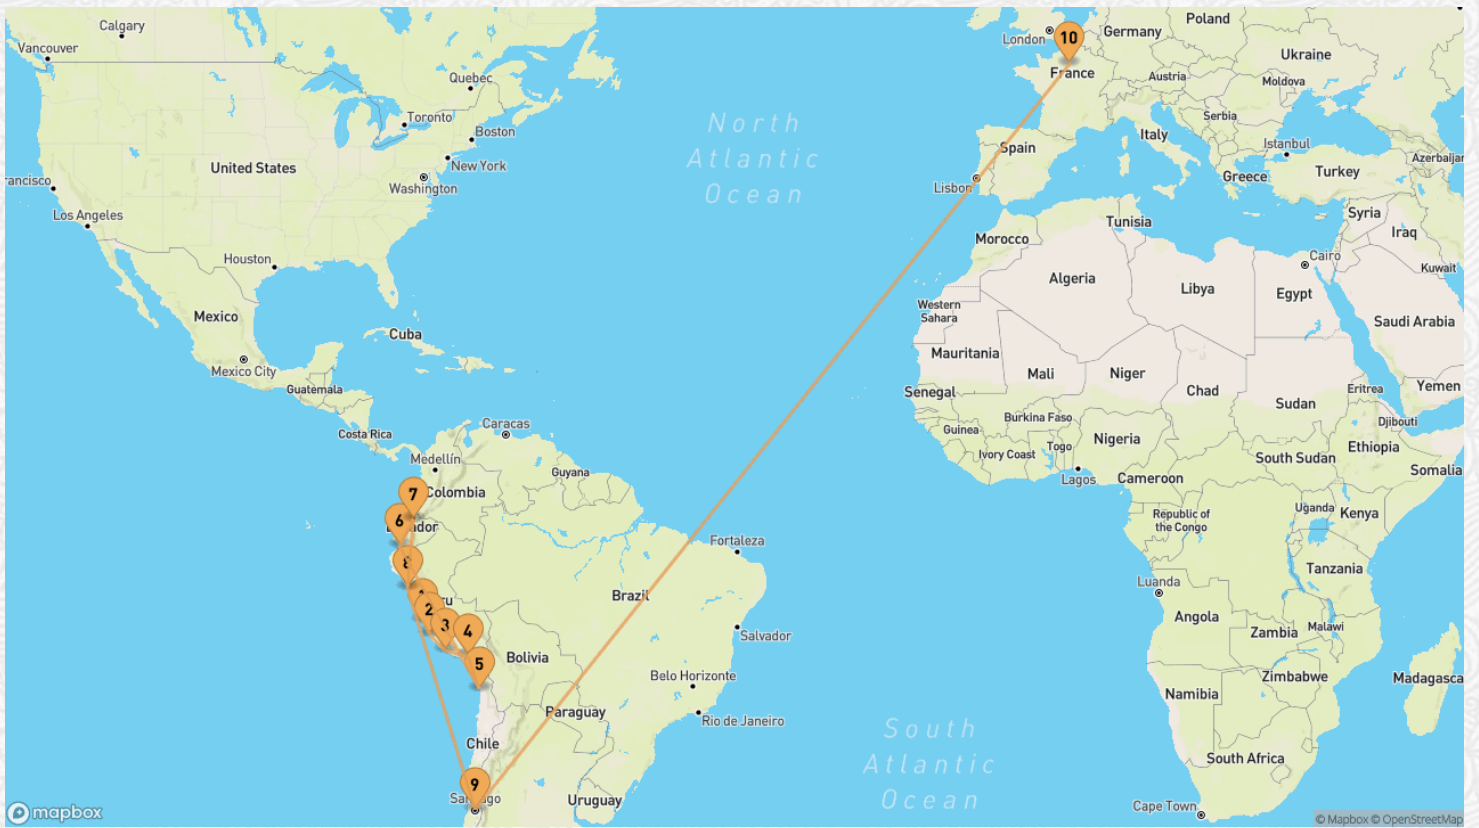 Calgary
Vancouver
Quebec
Toronto
Boston
New York
Washington
United States
rancisco
Los Angeles
Houston
Mexico
Mexico City
Cuba
Guatemala
Costa Rica
Caracas
Medellín
Colombia
Guyana
North
Atlantic
Ocean
London
10
Germany
Poland
Ukraine
France
Austria
Moldova
Serbia
Italy
Istanbul
Spain
Lisbon
Greece
Turkey
Azerbaijan
Syria
Iraq
Tunisia
Morocco
Cairo
Kuwait
Algeria
Libya
Egypt
Western
Sahara
Saudi Arabia
Mauritania
Mali
Niger
Chad
Sudan
Eritrea
Yemen
Senegal
Burkina Faso
Djibouti
Guinea
Togo
Nigeria
Ivory Coast
Ethiopia
South Sudan
Somalia
Lagos
Cameroon
Republic of
the Congo
Uganda
Kenya
Tanzania
Luanda
Angola
Zambia
Malawi
Zimbabwe
Namibia
Madagasca
South Africa
Cape Town
7
6
8
2
3
4
5
9
Fortaleza
Brazil
Salvador
Bolivia
Belo Horizonte
Rio de Janeiro
Paraguay
Chile
Uruguay
South
Atlantic
Ocean
mapbox
© Mapbox © OpenStreetMap